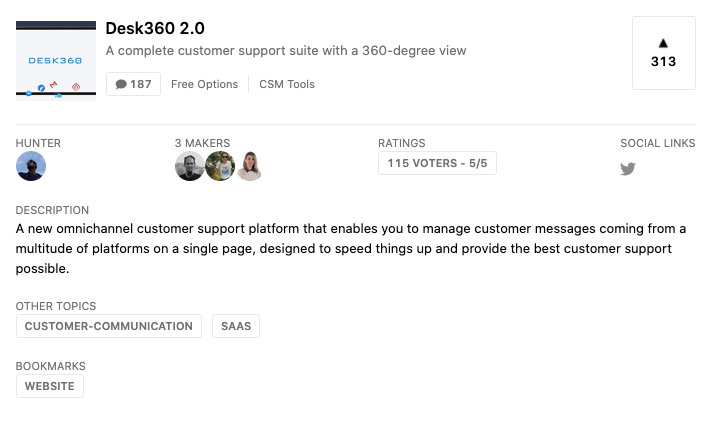 DESK360
Desk360 2.0
A complete customer support suite with a 360-degree view
187 Free Options CSM Tools
▲
313
HUNTER
3 MAKERS
RATINGS
115 VOTERS - 5/5
SOCIAL LINKS
DESCRIPTION
A new omnichannel customer support platform that enables you to manage customer messages coming from a
multitude of platforms on a single page, designed to speed things up and provide the best customer support
possible.
OTHER TOPICS
CUSTOMER-COMMUNICATION SAAS
BOOKMARKS
WEBSITE